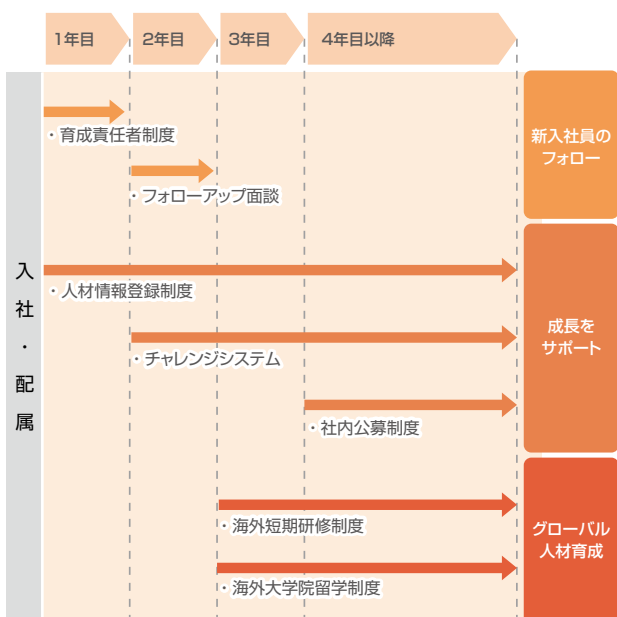 1年目
2年目
3年目
4年目以降
入社・配属
・育成責任者制度
・フォローアップ面談
新入社員の
フォロー
・人材情報登録制度
・チャレンジシステム
・社内公募制度
成長を
サポート
・海外短期研修制度
・海外大学院留学制度
グローバル
人材育成